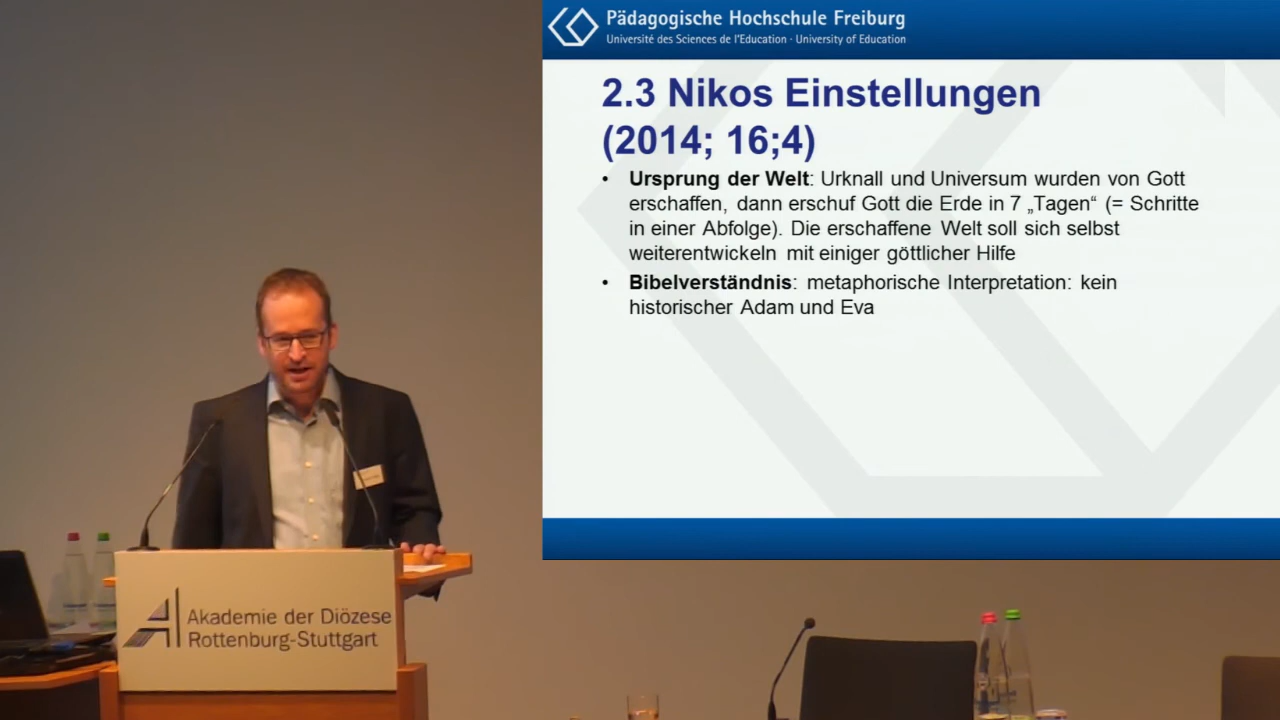 Pädagogische Hochschule Freiburg
Université des Sciences de l'Education · University of Education
2.3 Nikos Einstellungen
(2014; 16;4)
• Ursprung der Welt: Urknall und Universum wurden von Gott
erschaffen, dann erschuf Gott die Erde in 7 „Tagen“ (= Schritte
in einer Abfolge). Die erschaffene Welt soll sich selbst
weiterentwickeln mit einiger göttlicher Hilfe
• Bibelverständnis: metaphorische Interpretation: kein
historischer Adam und Eva
Akademie der Diözese
Rottenburg-Stuttgart